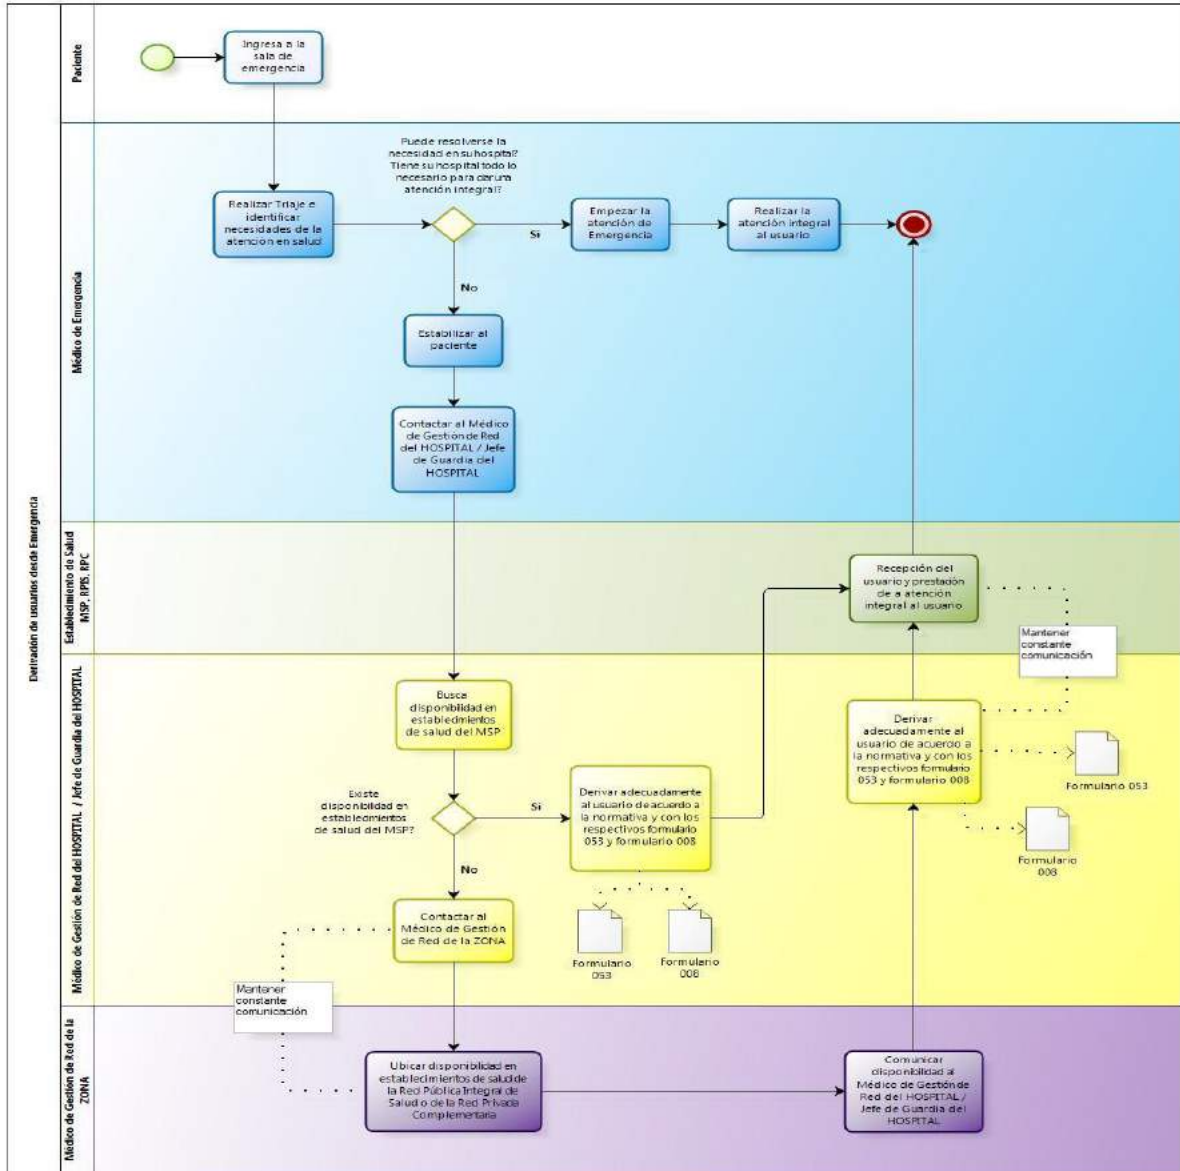 Derivación de usuarios desde Emergencia
Paciente
Ingresa a la
sala de
emergencia
Médico de Emergencia
Puede resolverse la
necesidad en su hospital?
Tiene su hospital todo lo
necesario para dar una
atención integral?
Realizar Triaje e
identificar
necesidades de la
atención en salud
Si
Empezar la
atención de
Emergencia
Realizar la
atención integral
al usuario
No
Estabilizar al
paciente
Contactar al Médico
de Gestión de Red
del HOSPITAL / Jefe
de Guardia del
HOSPITAL
Establecimiento de Salud
MSP, RPIS, RPC
Recepción del
usuario y prestación
de a atención
integral al usuario
Mantener
constante
comunicación
Médico de Gestión de Red del HOSPITAL / Jefe de Guardia del HOSPITAL
Busca
disponibilidad en
establecimientos
de salud del MSP
Existe
disponibilidad en
establecimientos
de salud del MSP?
Si
Derivar adecuadamente
al usuario de acuerdo a
la normativa y con los
respectivos formulario
053 y formulario 008
Derivar
adecuadamente al
usuario de acuerdo a
la normativa y con los
respectivos formulario
053 y formulario 008
Formulario 053
Formulario
008
No
Contactar al
Médico de Gestión
de Red de la ZONA
Formulario
053
Formulario
008
Mantener
constante
comunicación
Médico de Gestión de Red de la
ZONA
Ubicar disponibilidad en
establecimientos de salud de
la Red Pública Integral de
Salud o de la Red Privada
Complementaria
Comunicar
disponibilidad al
Médico de Gestión de
Red del HOSPITAL /
Jefe de Guardia del
HOSPITAL